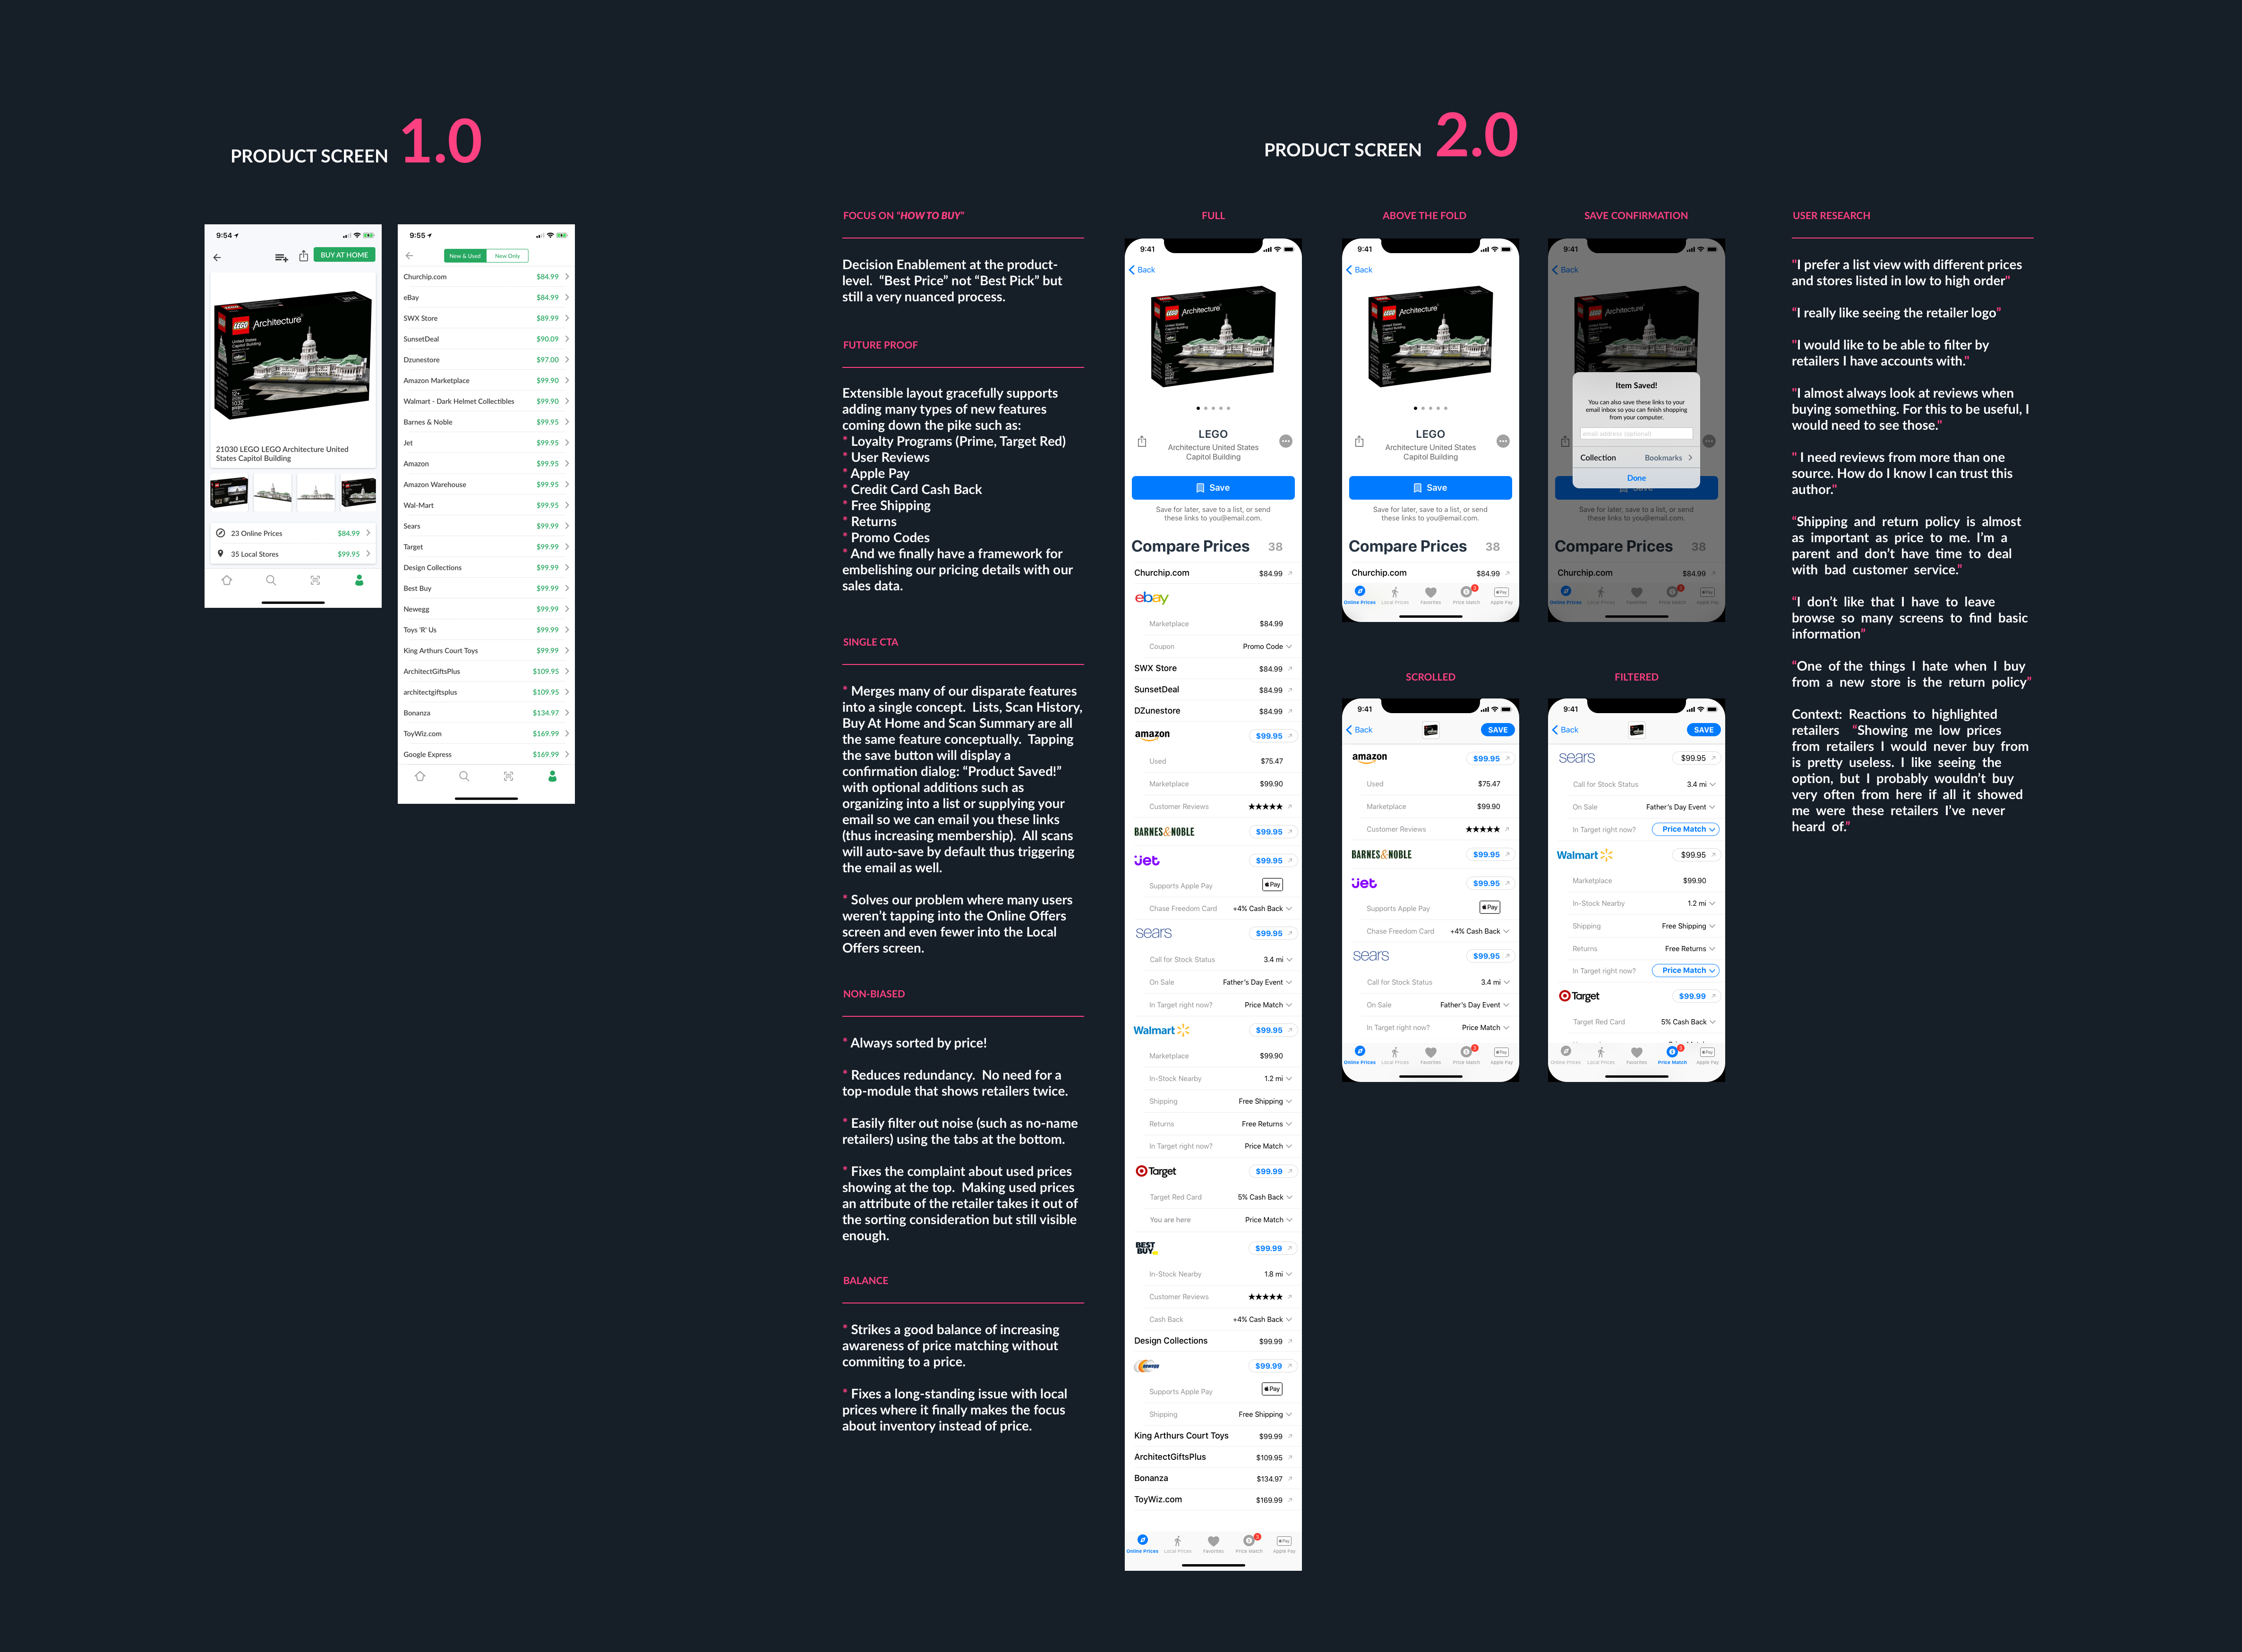 PRODUCT SCREEN 1.0
9:54
BUY AT HOME
LEGO Architecture
United States
Capitol Building
12+
21030
1032
21030 LEGO LEGO Architecture United
States Capitol Building
23 Online Prices $84.99
35 Local Stores $99.95
9:55
New & Used New Only
Churchip.com $84.99
eBay $84.99
SWX Store $89.99
SunsetDeal $90.09
Dzunestore $97.00
Amazon Marketplace $99.90
Walmart - Dark Helmet Collectibles $99.90
Barnes & Noble $99.95
Jet $99.95
Amazon $99.95
Amazon Warehouse $99.95
Wal-Mart $99.95
Sears $99.99
Target $99.99
Design Collections $99.99
Best Buy $99.99
Newegg $99.99
Toys 'R' Us $99.99
King Arthurs Court Toys $99.99
ArchitectGiftsPlus $109.95
architectgiftsplus $109.95
Bonanza $134.97
ToyWiz.com $169.99
Google Express $169.99
PRODUCT SCREEN 2.0
FOCUS ON "HOW TO BUY"
Decision Enablement at the product-
level. "Best Price" not "Best Pick" but
still a very nuanced process.
FUTURE PROOF
Extensible layout gracefully supports
adding many types of new features
coming down the pike such as:
* Loyalty Programs (Prime, Target Red)
* User Reviews
* Apple Pay
* Credit Card Cash Back
* Free Shipping
* Returns
* Promo Codes
* And we finally have a framework for
embelishing our pricing details with our
sales data.
SINGLE CTA
* Merges many of our disparate features
into a single concept. Lists, Scan History,
Buy At Home and Scan Summary are all
the same feature conceptually. Tapping
the save button will display a
confirmation dialog: "Product Saved!"
with optional additions such as
organizing into a list or supplying your
email so we can email you these links
(thus increasing membership). All scans
will auto-save by default thus triggering
the email as well.
* Solves our problem where many users
weren't tapping into the Online Offers
screen and even fewer into the Local
Offers screen.
NON-BIASED
* Always sorted by price!
* Reduces redundancy. No need for a
top-module that shows retailers twice.
* Easily filter out noise (such as no-name
retailers) using the tabs at the bottom.
* Fixes the complaint about used prices
showing at the top. Making used prices
an attribute of the retailer takes it out of
the sorting consideration but still visible
enough.
BALANCE
* Strikes a good balance of increasing
awareness of price matching without
commiting to a price.
* Fixes a long-standing issue with local
prices where it finally makes the focus
about inventory instead of price.
FULL
9:41
Back
LEGO Architecture
United States
Capitol Building
LEGO
Architecture United States
Capitol Building
Save
Save for later, save to a list, or send
these links to you@email.com.
Compare Prices 38
Churchip.com $84.99
ebay
Marketplace $84.99
Coupon Promo Code
SWX Store $84.99
SunsetDeal $84.99
DZunestore $84.99
amazon $99.95
Used $75.47
Marketplace $99.90
Customer Reviews ★★★★★
BARNES&NOBLE $99.95
Jet $99.95
Supports Apple Pay Pay
Chase Freedom Card +4% Cash Back
sears $99.95
Call for Stock Status 3.4 mi
On Sale Father's Day Event
In Target right now? Price Match
Walmart $99.95
Marketplace $99.90
In-Stock Nearby 1.2 mi
Shipping Free Shipping
Returns Free Returns
In Target right now? Price Match
Target $99.99
Target Red Card 5% Cash Back
You are here Price Match
BEST BUY $99.99
In-Stock Nearby 1.8 mi
Customer Reviews ★★★★★
Cash Back +4% Cash Back
Design Collections $99.99
newegg $99.99
Supports Apple Pay Pay
Shipping Free Shipping
King Arthurs Court Toys $99.99
ArchitectGiftsPlus $109.95
Bonanza $134.97
ToyWiz.com $169.99
Online Prices Local Prices Favorites Price Match 3 Apple Pay
ABOVE THE FOLD
9:41
Back
LEGO Architecture
United States
Capitol Building
LEGO
Architecture United States
Capitol Building
Save
Save for later, save to a list, or send
these links to you@email.com.
Compare Prices 38
Churchip.com $84.99
Online Prices Local Prices Favorites Price Match 3 Apple Pay
SAVE CONFIRMATION
9:41
Back
LEGO Architecture
Item Saved!
You can also save these links to your
email inbox so you can finish shopping
from your computer.
email address (optional)
Collection Bookmarks
Done
Save
Save for later, save to a list, or send
these links to you@email.com.
Compare Prices 38
Churchip.com $84.99
Online Prices Local Prices Favorites Price Match 3 Apple Pay
SCROLLED
9:41
Back SAVE
amazon $99.95
Used $75.47
Marketplace $99.90
Customer Reviews ★★★★★
BARNES&NOBLE $99.95
Jet $99.95
Supports Apple Pay Pay
Chase Freedom Card +4% Cash Back
sears $99.95
Call for Stock Status 3.4 mi
On Sale Father's Day Event
In Target right now? Price Match
Online Prices Local Prices Favorites Price Match 3 Apple Pay
FILTERED
9:41
Back SAVE
sears $99.95
Call for Stock Status 3.4 mi
On Sale Father's Day Event
In Target right now? Price Match
Walmart $99.95
Marketplace $99.90
In-Stock Nearby 1.2 mi
Shipping Free Shipping
Returns Free Returns
In Target right now? Price Match
Target $99.99
Target Red Card 5% Cash Back
Online Prices Local Prices Favorites Price Match 3 Apple Pay
USER RESEARCH
"I prefer a list view with different prices
and stores listed in low to high order"
"I really like seeing the retailer logo"
"I would like to be able to filter by
retailers I have accounts with."
"I almost always look at reviews when
buying something. For this to be useful, I
would need to see those."
" I need reviews from more than one
source. How do I know I can trust this
author."
"Shipping and return policy is almost
as important as price to me. I'm a
parent and don't have time to deal
with bad customer service."
"I don't like that I have to leave
browse so many screens to find basic
information"
"One of the things I hate when I buy
from a new store is the return policy"
Context: Reactions to highlighted
retailers "Showing me low prices
from retailers I would never buy from
is pretty useless. I like seeing the
option, but I probably wouldn't buy
very often from here if all it showed
me were these retailers I've never
heard of."